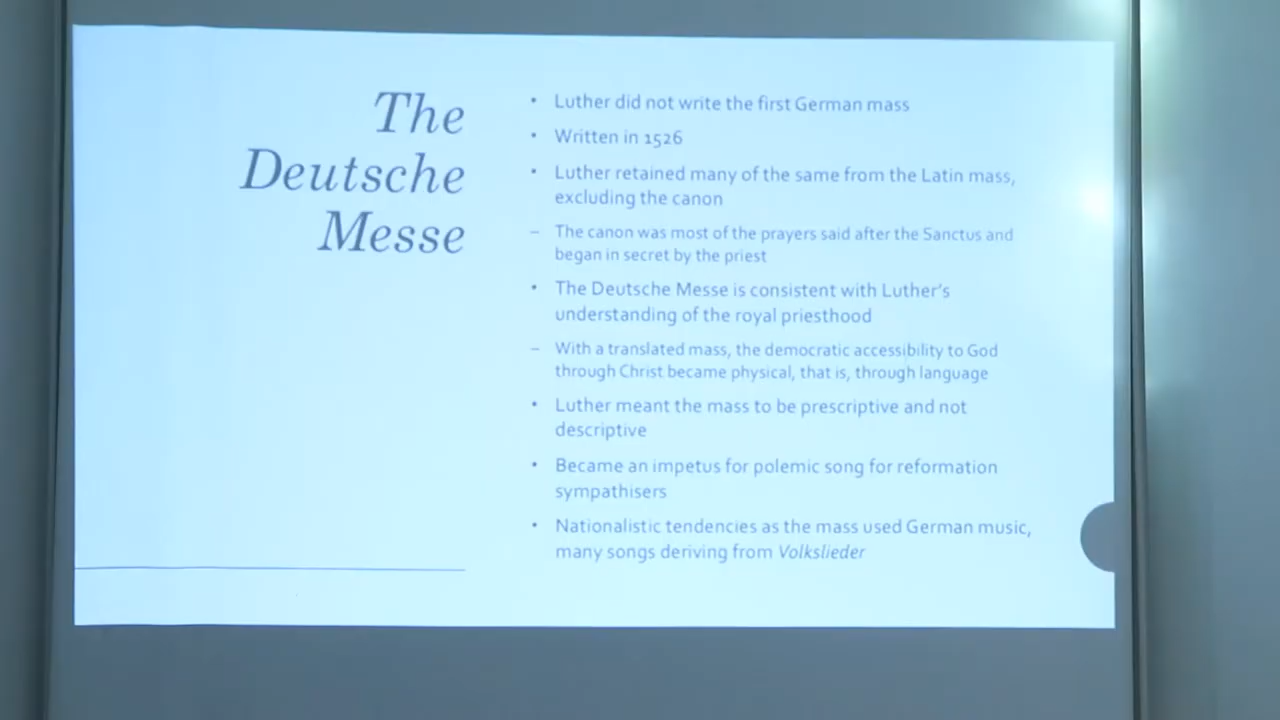 The
Deutsche
Messe
• Luther did not write the first German mass
• Written in 1526
• Luther retained many of the same from the Latin mass,
excluding the canon
– The canon was most of the prayers said after the Sanctus and
began in secret by the priest
• The Deutsche Messe is consistent with Luther's
understanding of the royal priesthood
– With a translated mass, the democratic accessibility to God
through Christ became physical, that is, through language
• Luther meant the mass to be prescriptive and not
descriptive
• Became an impetus for polemic song for reformation
sympathisers
• Nationalistic tendencies as the mass used German music,
many songs deriving from Volkslieder